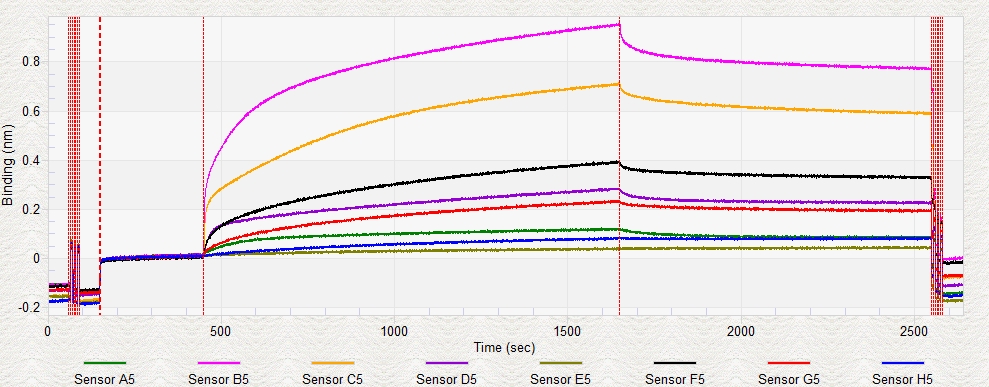 0.8
0.6
0.4
0.2
0
-0.2
Binding (nm)
0 500 1000 1500 2000 2500
Time (sec)
Sensor A5 Sensor B5 Sensor C5 Sensor D5 Sensor E5 Sensor F5 Sensor G5 Sensor H5